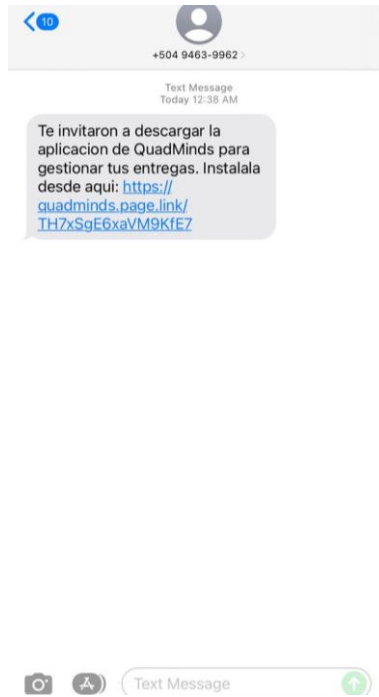 10
+504 9463-9962 >
Text Message
Today 12:38 AM
Te invitaron a descargar la
aplicacion de QuadMinds para
gestionar tus entregas. Instalala
desde aqui: https://
quadminds.page.link/
TH7xSgE6xaVM9KfE7
Text Message